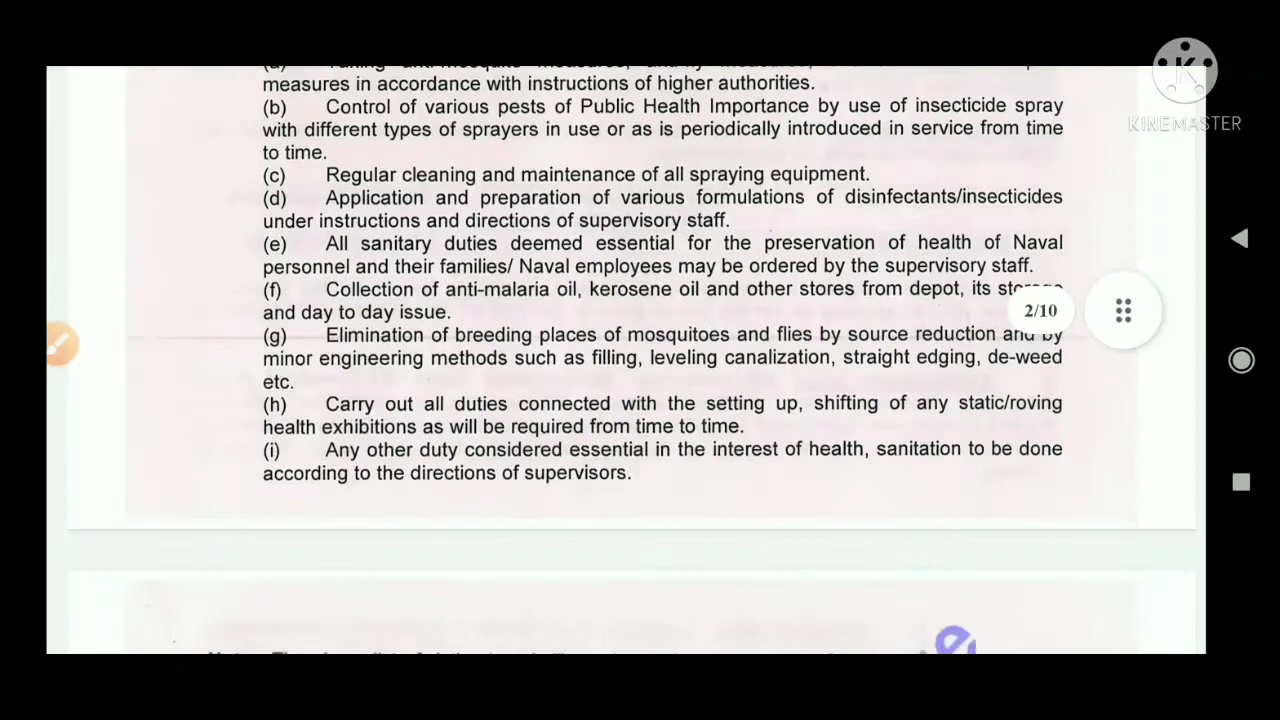 measures in accordance with instructions of higher authorities.
(b) Control of various pests of Public Health Importance by use of insecticide spray
with different types of sprayers in use or as is periodically introduced in service from time
to time.
(c) Regular cleaning and maintenance of all spraying equipment.
(d) Application and preparation of various formulations of disinfectants/insecticides
under instructions and directions of supervisory staff.
(e) All sanitary duties deemed essential for the preservation of health of Naval
personnel and their families/ Naval employees may be ordered by the supervisory staff.
(f) Collection of anti-malaria oil, kerosene oil and other stores from depot, its storage
and day to day issue.
(g) Elimination of breeding places of mosquitoes and flies by source reduction and by
minor engineering methods such as filling, leveling canalization, straight edging, de-weed
etc.
(h) Carry out all duties connected with the setting up, shifting of any static/roving
health exhibitions as will be required from time to time.
(i) Any other duty considered essential in the interest of health, sanitation to be done
according to the directions of supervisors.
2/10
K
KINEMASTER